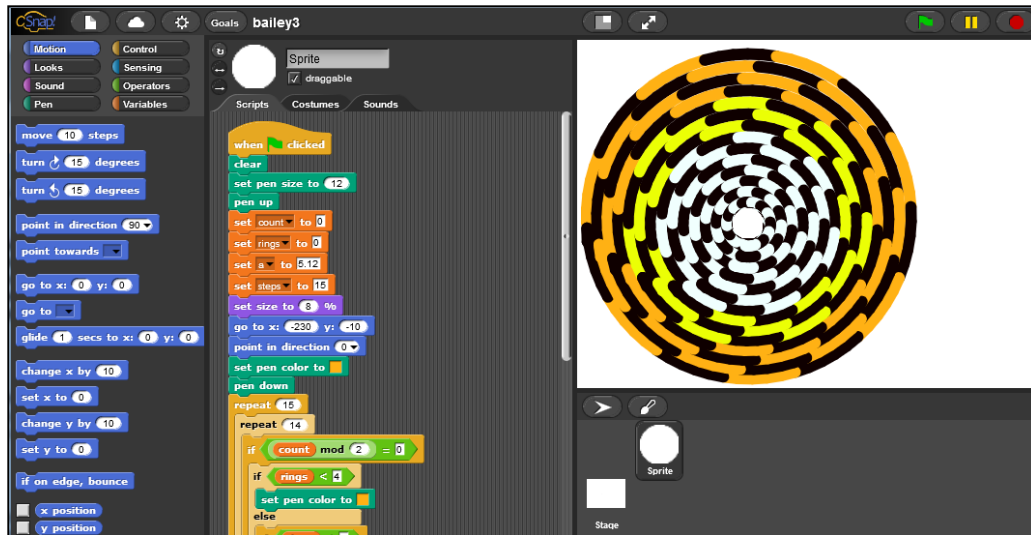 CSnap! Goals bailey3
Motion Control
Looks Sensing
Sound Operators
Pen Variables
move 10 steps
turn 15 degrees
turn 15 degrees
point in direction 90
point towards
go to x: 0 y: 0
go to
glide 1 secs to x: 0 y: 0
change x by 10
set x to 0
change y by 10
set y to 0
if on edge, bounce
x position
y position
Sprite
draggable
Scripts Costumes Sounds
when clicked
clear
set pen size to 12
pen up
set count to 0
set rings to 0
set a to 5.12
set steps to 15
set size to 8 %
go to x: -230 y: -10
point in direction 0
set pen color to
pen down
repeat 15
repeat 14
if count mod 2 = 0
if rings < 4
set pen color to
else
Sprite
Stage